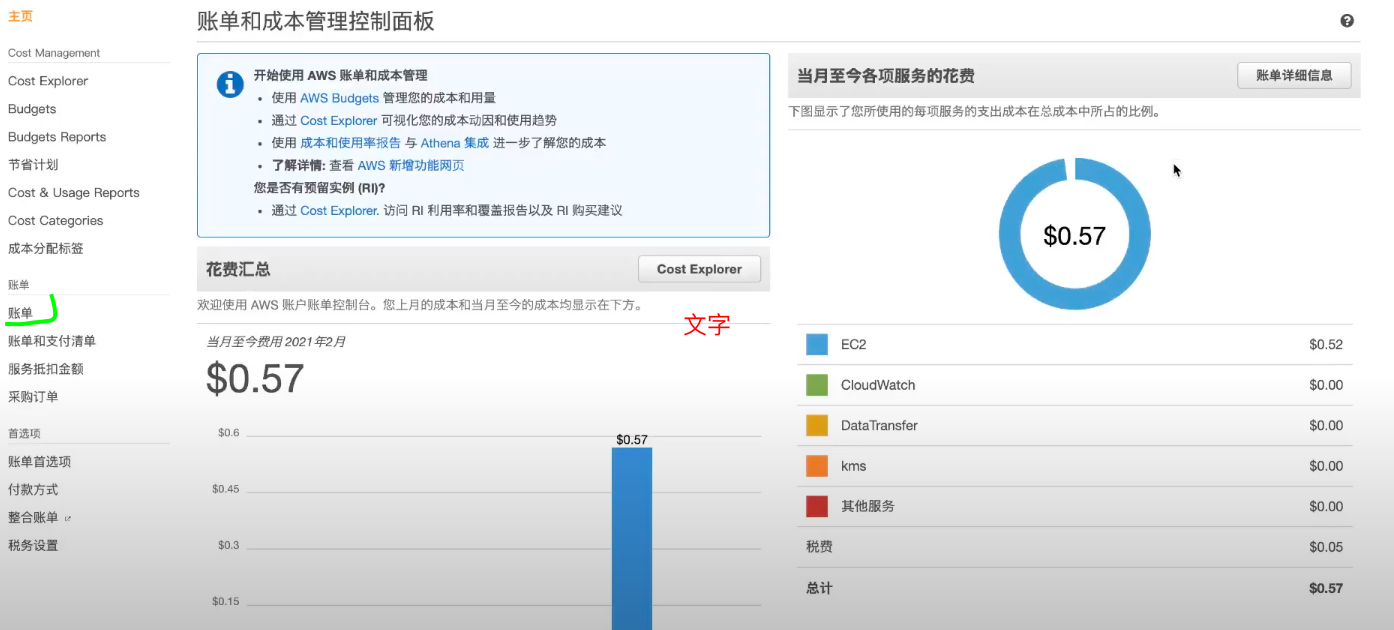 主页
Cost Management
Cost Explorer
Budgets
Budgets Reports
节省计划
Cost & Usage Reports
Cost Categories
成本分配标签
账单
账单
账单和支付清单
服务抵扣金额
采购订单
首选项
账单首选项
付款方式
整合账单
税务设置
账单和成本管理控制面板
开始使用 AWS 账单和成本管理
• 使用 AWS Budgets 管理您的成本和用量
• 通过 Cost Explorer 可视化您的成本动因和使用趋势
• 使用 成本和使用率报告 与 Athena 集成 进一步了解您的成本
• 了解详情: 查看 AWS 新增功能网页
您是否有预留实例 (RI)?
• 通过 Cost Explorer. 访问 RI 利用率和覆盖报告以及 RI 购买建议
花费汇总
Cost Explorer
欢迎使用 AWS 账户账单控制台。您上月的成本和当月至今的成本均显示在下方。
文字
当月至今费用 2021年2月
$0.57
$0.6
$0.57
$0.45
$0.3
$0.15
当月至今各项服务的花费
账单详细信息
下图显示了您所使用的每项服务的支出成本在总成本中所占的比例。
$0.57
EC2 $0.52
CloudWatch $0.00
DataTransfer $0.00
kms $0.00
其他服务 $0.00
税费 $0.05
总计 $0.57